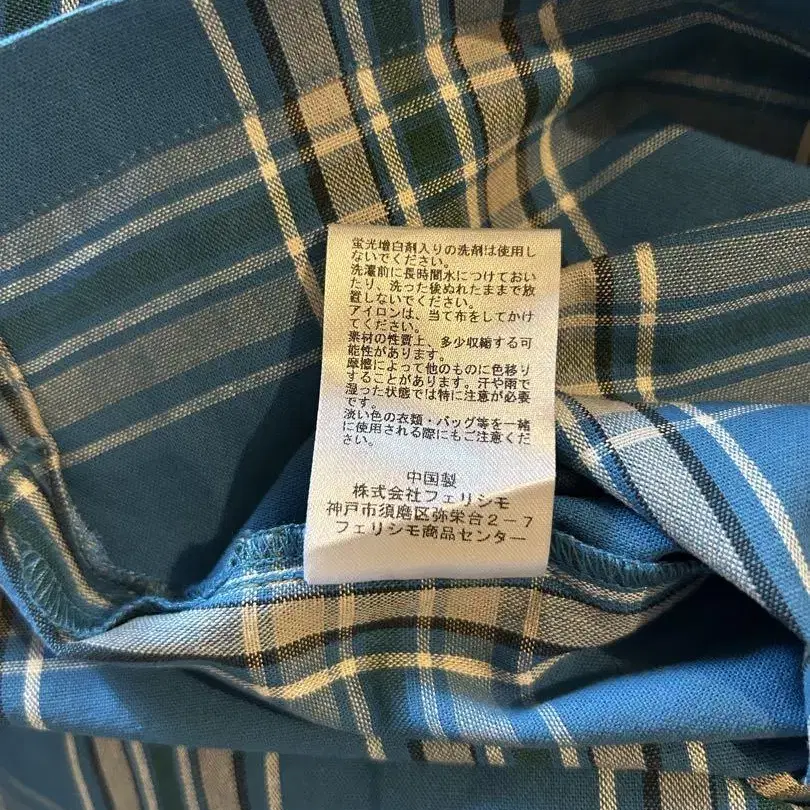 蛍光増白剤入りの洗剤は使用し
ないでください。
洗濯前に長時間水につけておい
たり、洗った後ぬれたままで放
置しないでください。
アイロンは、当て布をしてかけ
てください。
素材の性質上、多少収縮する可
能性があります。
摩擦によって他のものに色移り
することがあります。汗や雨で
湿った状態では特に注意が必要
です。
淡い色の衣類・バッグ等を一緒
に使用される際にもご注意くだ
さい。
中国製
株式会社フェリシモ
神戸市須磨区弥栄台2-7
フェリシモ商品センター